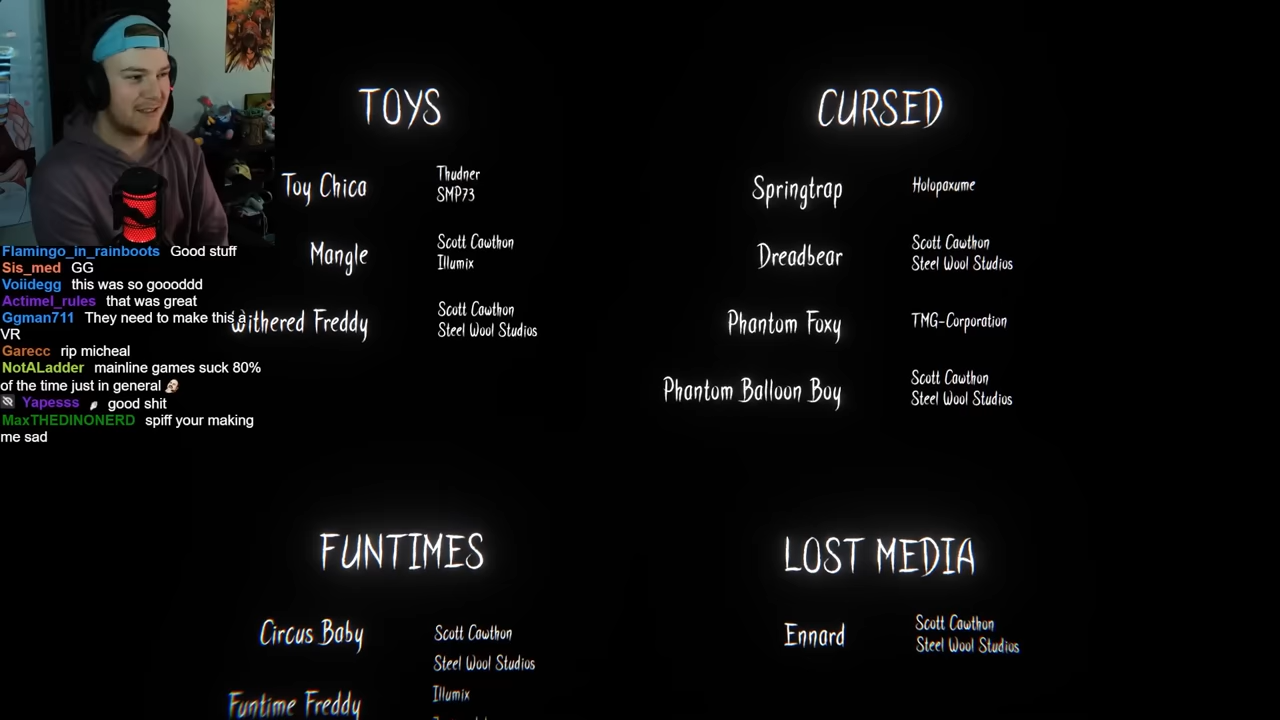 Flamingo_in_rainboots Good stuff
Sis_med GG
Voiidegg this was so goooddd
Actimel_rules that was great
Ggman711 They need to make this a
VR
Garecc rip micheal
NotALadder mainline games suck 80%
of the time just in general
Yapesss good shit
MaxTHEDINONERD spiff your making
me sad
TOYS
Toy Chica
Thudner
SMP73
Mangle
Scott Cawthon
Illumix
Withered Freddy
Scott Cawthon
Steel Wool Studios
CURSED
Springtrap
Holopaxume
Dreadbear
Scott Cawthon
Steel Wool Studios
Phantom Foxy
TMG-Corporation
Phantom Balloon Boy
Scott Cawthon
Steel Wool Studios
FUNTIMES
Circus Baby
Scott Cawthon
Steel Wool Studios
Funtime Freddy
Illumix
LOST MEDIA
Ennard
Scott Cawthon
Steel Wool Studios